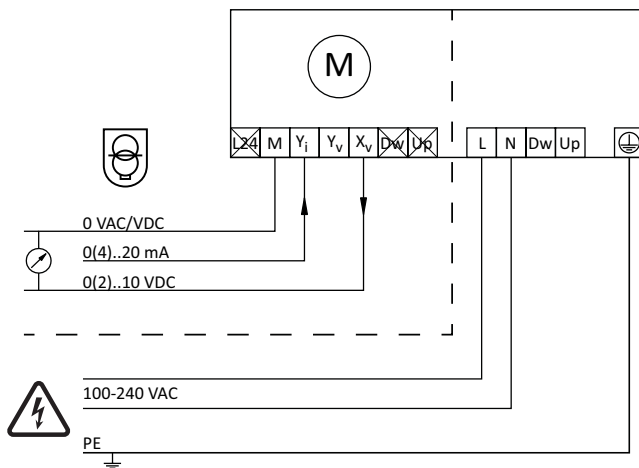 M
L24 M Yi Yv Xv Dw Up L N Dw Up
0 VAC/VDC
0(4)..20 mA
0(2)..10 VDC
100-240 VAC
PE